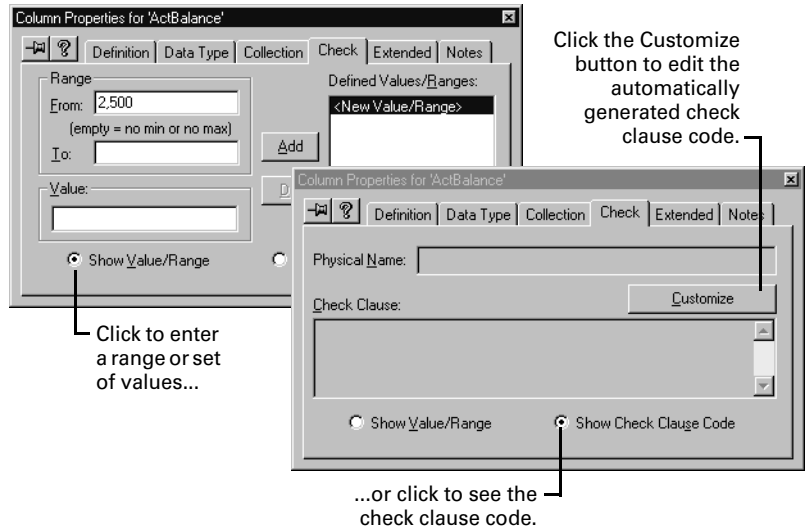 Column Properties for 'ActBalance'
Definition Data Type Collection Check Extended Notes
Range
From: 2,500
(empty = no min or no max)
To:
Value:
Defined Values/Ranges:
<New Value/Range>
Add
D
Show Value/Range
Click the Customize
button to edit the
automatically
generated check
clause code.
Column Properties for 'ActBalance'
Definition Data Type Collection Check Extended Notes
Physical Name:
Customize
Check Clause:
Show Value/Range Show Check Clause Code
Click to enter
a range or set
of values...
...or click to see the
check clause code.